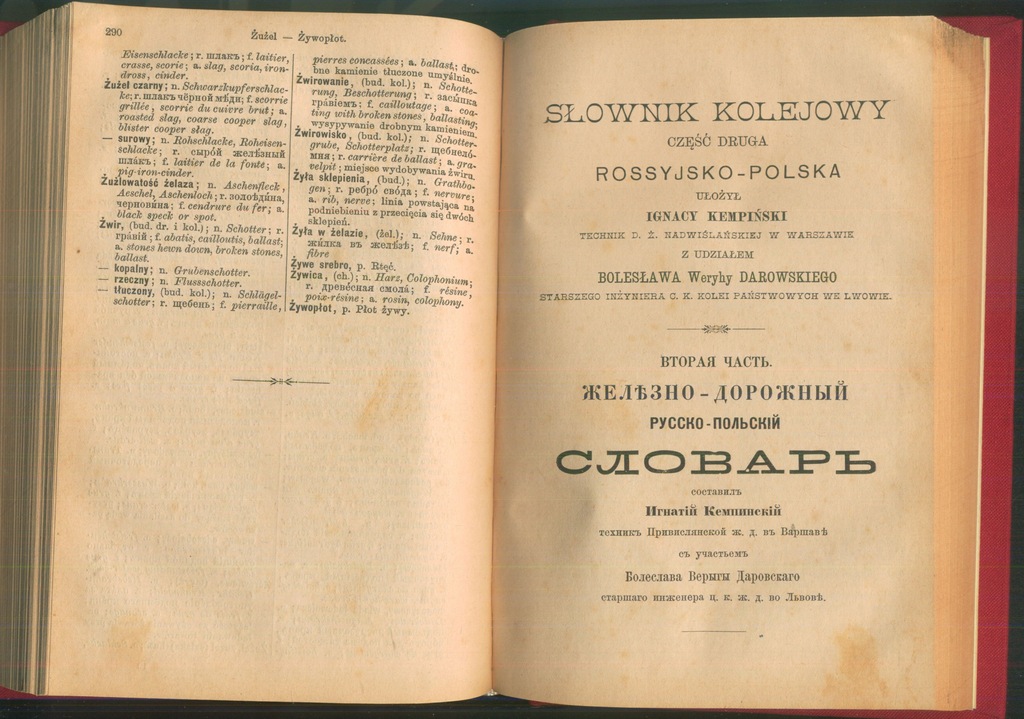 290
Żużel — Żywopłot.
Eisenschlacke; r. шлакъ; f. laitier,
crasse, scorie; a. slag, scoria, iron-
dross, cinder.
Żużel czarny; n. Schwarzkupferschlac-
ke; r. шлакъ чёрной мѣди; f. scorrie
grillée, scorrie du cuivre brut; a.
roasted slag, coarse cooper slag,
blister cooper slag.
— surowy; n. Rohschlacke, Roheisen-
schlacke; r. сырóй желѣзный
шлакъ; f. laitier de la fonte; a.
pig-iron-cinder.
Żużlowatość żelaza; n. Aschenfleck,
Aeschel, Aschenloch; r. золоѣдина,
черновина; f. cendrure du fer; a.
black speck or spot.
Żwir, (bud. dr. i kol.); n. Schotter; r.
грáвій; f. abatis, cailloutis, ballast;
a. stones hewn down, broken stones,
ballast.
— kopalny; n. Grubenschotter.
— rzeczny; n. Flussschotter.
— tłuczony, (bud. kol.); n. Schlägel-
schotter; r. щебень; f. pierraille,
pierres concassées; a. ballast; dro-
bne kamienie tłuczone umyślnie.
Żwirowanie, (bud. kol.); n. Schotte-
rung, Beschotterung; r. засыпка
грáвіемъ; f. cailloutage; a. coa-
ting with broken stones, ballasting,
wysypywanie drobnym kamieniem.
Żwirowisko, (bud. kol.); n. Schotter-
grube, Schotterplatz; r. щебнелó-
мня; r. carrière de ballast; a. gra-
velpit; miejsce wydobywania żwiru.
Żyła sklepienia, (bud.); n. Grathbo-
gen; r. ребрó свóда; f. nervure;
a. rib, nerve; linia powstająca na
podniebieniu z przecięcia się dwóch
sklepień.
Żyła w żelazie, (żel.); n. Sehne; r.
жилка въ желѣзѣ; f. nerf; a.
fibre
Żywe srebro, p. Rtęć.
Żywica, (ch.); n. Harz, Colophonium;
r. древéсная смолá; f. résine,
poix-résine; a. rosin, colophony.
Żywopłot, p. Płot żywy.
SŁOWNIK KOLEJOWY
CZĘŚĆ DRUGA
ROSSYJSKO-POLSKA
UŁOŻYŁ
IGNACY KEMPIŃSKI
TECHNIK D. Ż. NADWIŚLAŃSKIEJ W WARSZAWIE
Z UDZIAŁEM
BOLESŁAWA Weryhy DAROWSKIEGO
STARSZEGO INŻYNIERA C. K. KOLEI PAŃSTWOWYCH WE LWOWIE.
ВТОРАЯ ЧАСТЬ.
ЖЕЛѢЗНО-ДОРОЖНЫЙ
РУССКО-ПОЛЬСКІЙ
СЛОВАРЬ
составилъ
Игнатій Кемпинскій
техникъ Привислянской ж. д. въ Варшавѣ
съ участьемъ
Болеслава Верыгы Даровскаго
старшаго инженера ц. к. ж. д. во Львовѣ.